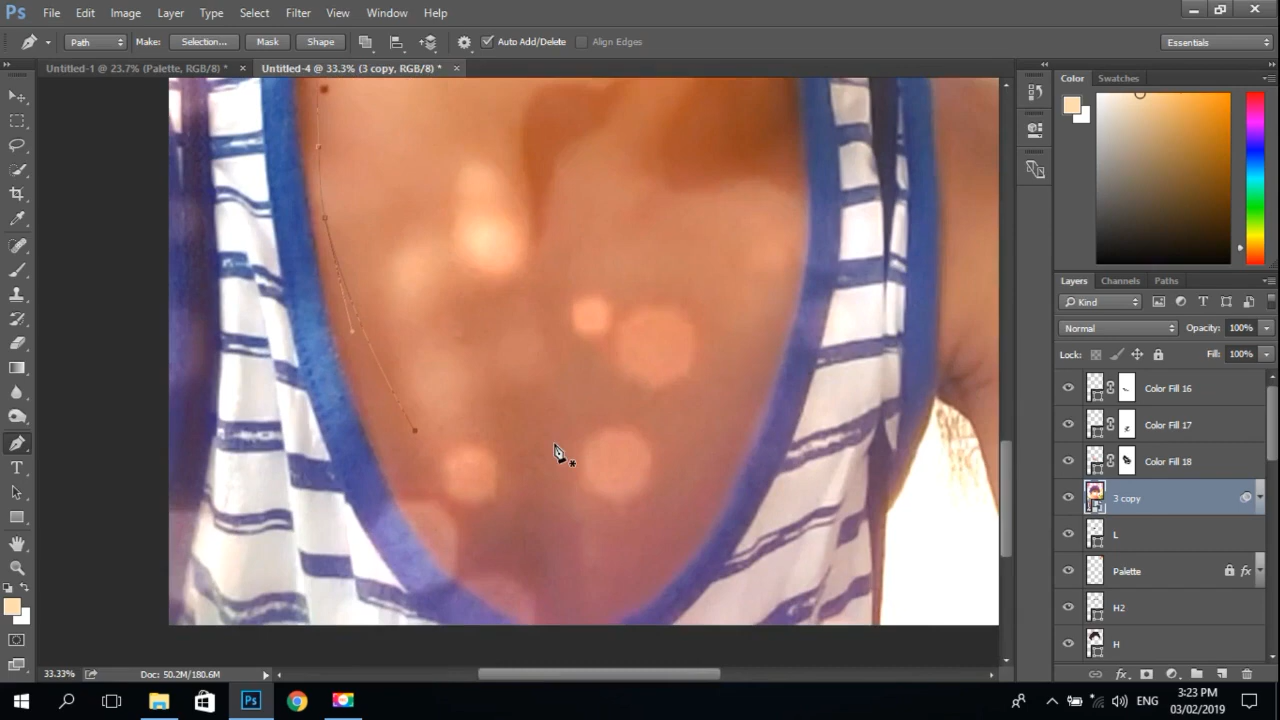 Ps File Edit Image Layer Type Select Filter View Window Help
Path Make: Selection... Mask Shape Auto Add/Delete Align Edges Essentials
Untitled-1 @ 23.7% (Palette, RGB/8) * × Untitled-4 @ 33.3% (3 copy, RGB/8) * ×
Color Swatches
Layers Channels Paths
Kind
Normal Opacity: 100%
Lock: Fill: 100%
Color Fill 16
Color Fill 17
Color Fill 18
3 copy
L
Palette fx
H2
H
fx
33.33% Doc: 50.2M/180.6M
Ps ENG 3:23 PM
03/02/2019